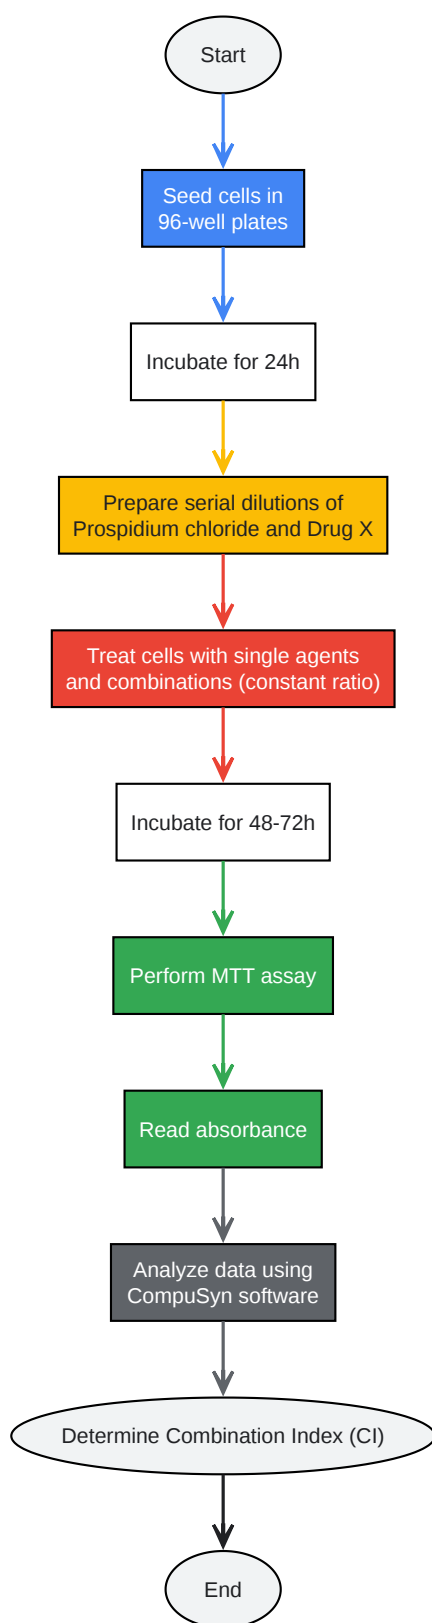 Start
Seed cells in
96-well plates
Incubate for 24h
Prepare serial dilutions of
Prospidium chloride and Drug X
Treat cells with single agents
and combinations (constant ratio)
Incubate for 48-72h
Perform MTT assay
Read absorbance
Analyze data using
CompuSyn software
Determine Combination Index (CI)
End